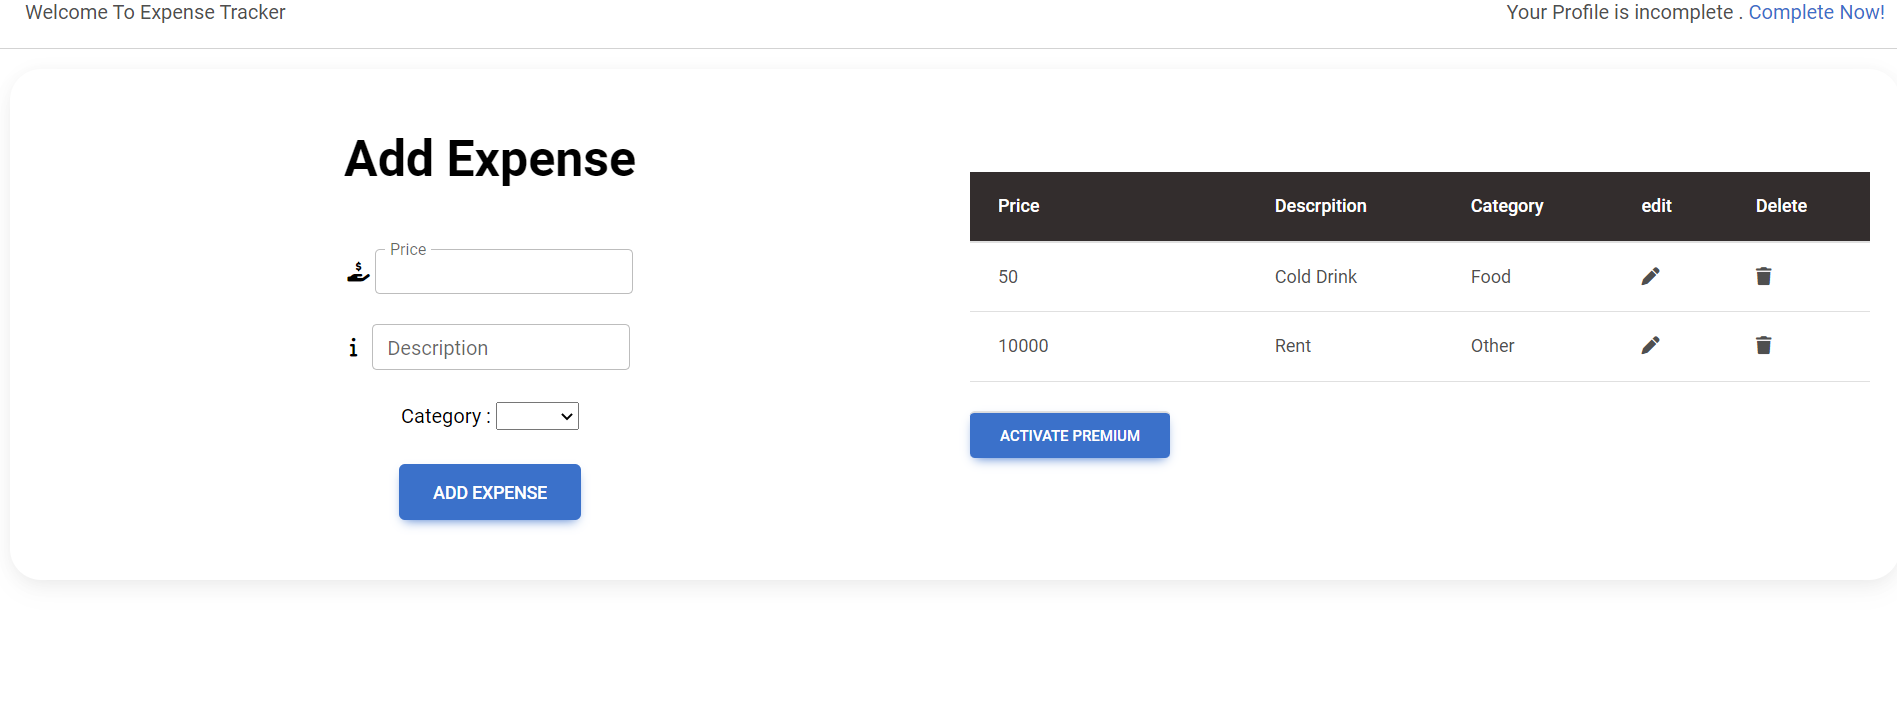 Welcome To Expense Tracker
Your Profile is incomplete . Complete Now!
Add Expense
Price
Description
Category :
ADD EXPENSE
Price Descrpition Category edit Delete
50 Cold Drink Food
10000 Rent Other
ACTIVATE PREMIUM